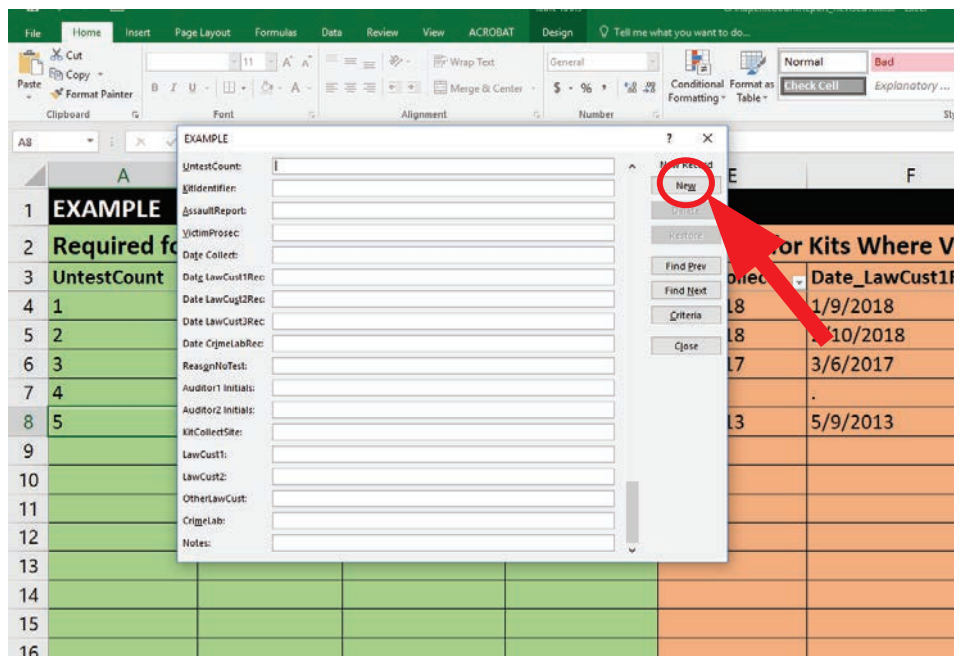 File Home Insert Page Layout Formulas Data Review View ACROBAT Design Tell me what you want to do...
Cut
Copy
Format Painter
Paste
11 A A
B I U A
Wrap Text
Merge & Center
General
$ % ,
Conditional Formatting
Format as Table
Normal Bad
Check Cell Explanatory ...
Clipboard Font Alignment Number
A8
EXAMPLE ? ×
UntestCount:
KitIdentifier:
AssaultReport:
VictimProsec:
Date Collect:
Date LawCust1Rec:
Date LawCust2Rec:
Date LawCust3Rec:
Date CrimeLabRec:
ReasonNoTest:
Auditor1 Initials:
Auditor2 Initials:
KitCollectSite:
LawCust1:
LawCust2:
OtherLawCust:
CrimeLab:
Notes:
New Record
New
Delete
Restore
Find Prev
Find Next
Criteria
Close
A E F
1 EXAMPLE
2 Required fo or Kits Where V
3 UntestCount Date_LawCust1R
4 1 18 1/9/2018
5 2 18 /10/2018
6 3 17 3/6/2017
7 4 .
8 5 13 5/9/2013
9
10
11
12
13
14
15
16